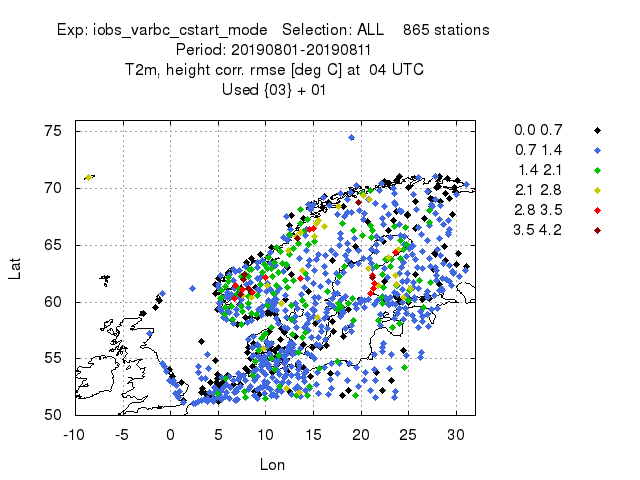 Exp: iobs_varbc_cstart_mode Selection: ALL 865 stations
Period: 20190801-20190811
T2m, height corr. rmse [deg C] at 04 UTC
Used {03} + 01
75
70
65
60
55
50
Lat
-10 -5 0 5 10 15 20 25 30
Lon
0.0 0.7
0.7 1.4
1.4 2.1
2.1 2.8
2.8 3.5
3.5 4.2